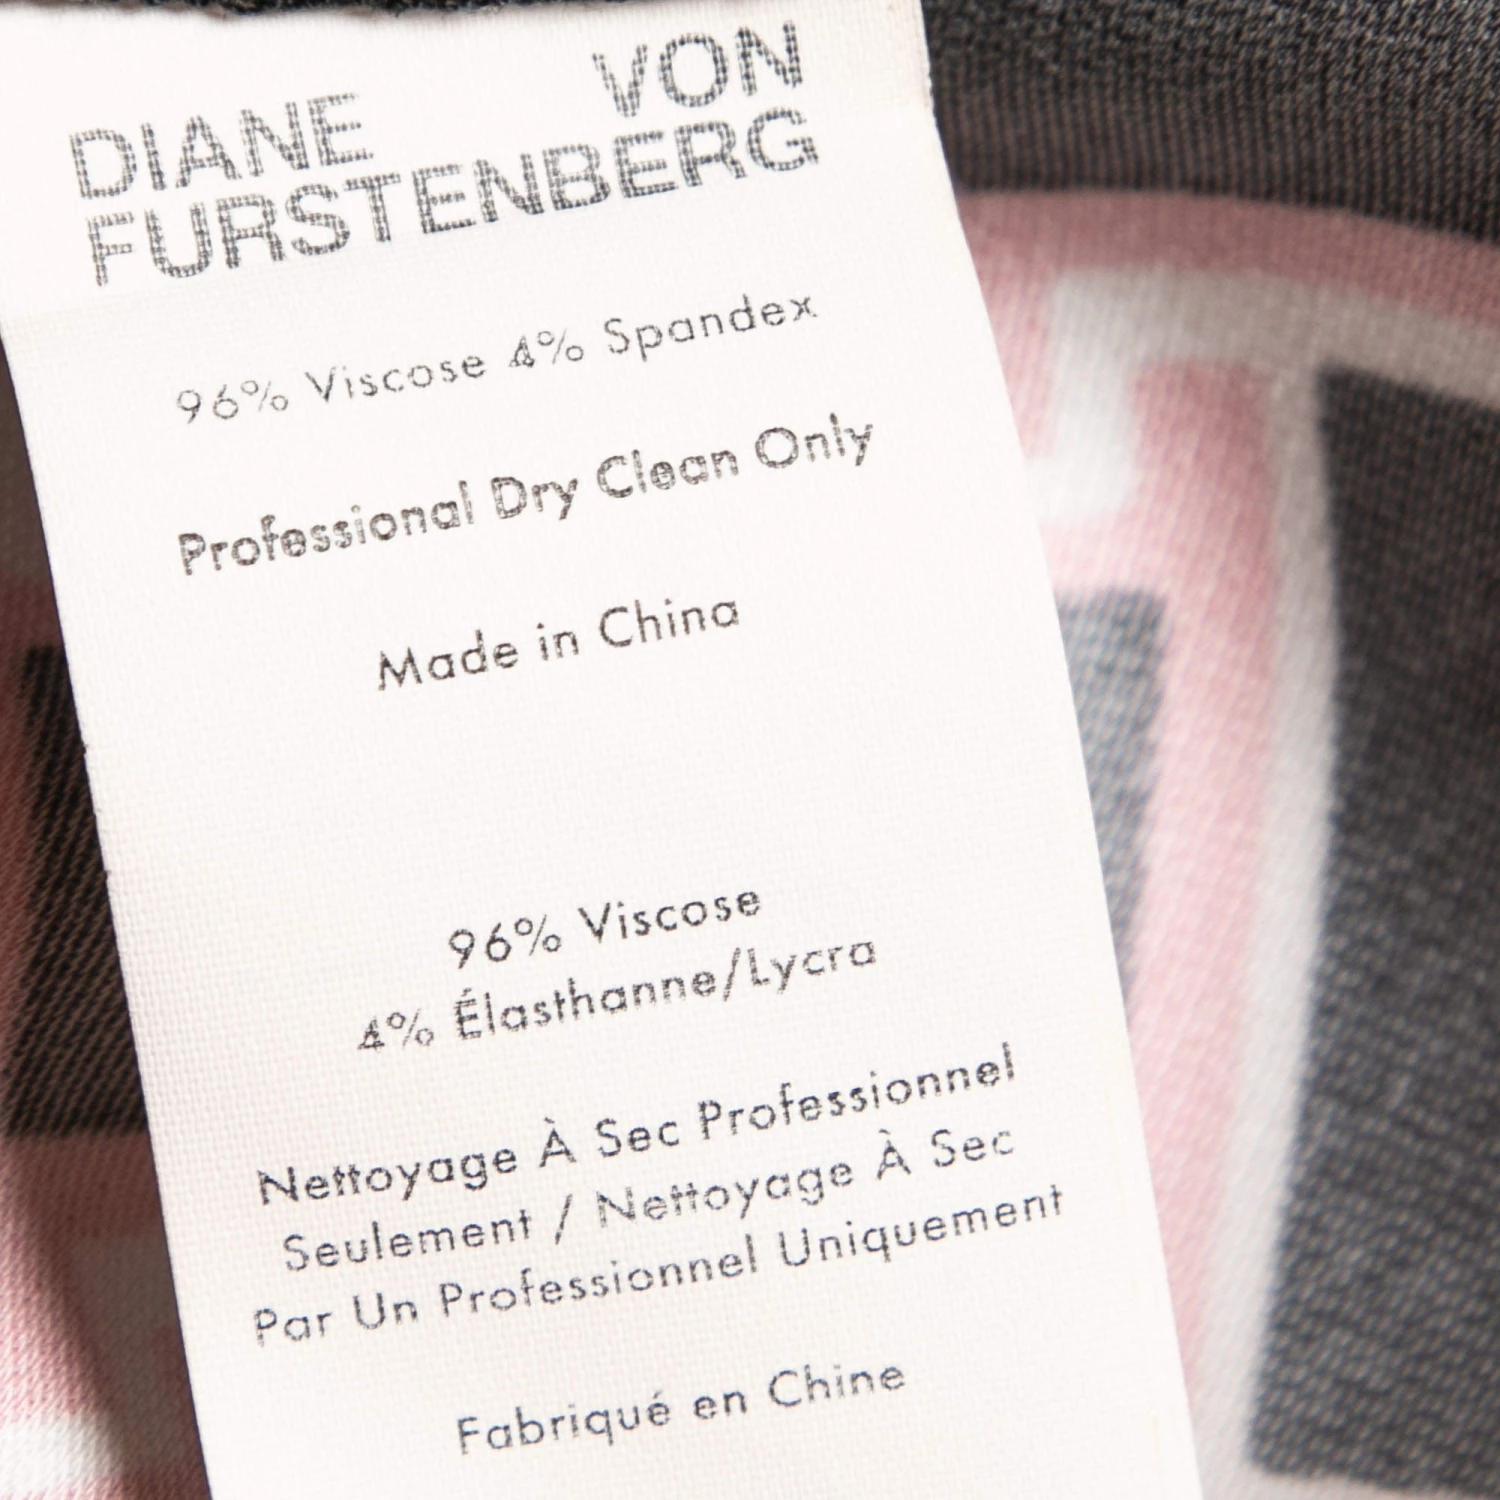 DIANE VON
FURSTENBERG
96% Viscose 4% Spandex
Professional Dry Clean Only
Made in China
96% Viscose
4% Élasthanne/Lycra
Nettoyage À Sec Professionnel
Seulement / Nettoyage À Sec
Par Un Professionnel Uniquement
Fabriqué en Chine